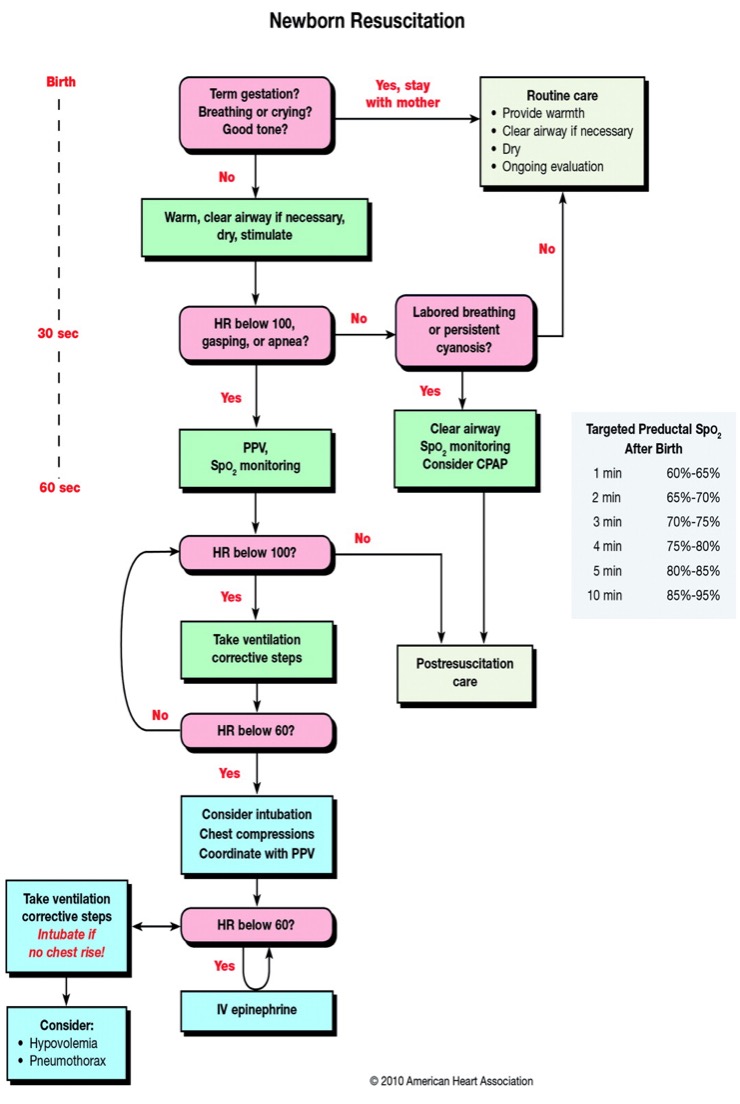 Newborn Resuscitation
Birth
Term gestation?
Breathing or crying?
Good tone?
Yes, stay
with mother
Routine care
• Provide warmth
• Clear airway if necessary
• Dry
• Ongoing evaluation
No
Warm, clear airway if necessary,
dry, stimulate
No
30 sec
HR below 100,
gasping, or apnea?
No
Labored breathing
or persistent
cyanosis?
Yes
Yes
PPV,
SpO₂ monitoring
Clear airway
SpO₂ monitoring
Consider CPAP
60 sec
Targeted Preductal SpO₂
After Birth
1 min 60%-65%
2 min 65%-70%
3 min 70%-75%
4 min 75%-80%
5 min 80%-85%
10 min 85%-95%
HR below 100?
No
Yes
Take ventilation
corrective steps
Postresuscitation
care
No
HR below 60?
Yes
Consider intubation
Chest compressions
Coordinate with PPV
Take ventilation
corrective steps
Intubate if
no chest rise!
HR below 60?
Yes
IV epinephrine
Consider:
• Hypovolemia
• Pneumothorax
© 2010 American Heart Association